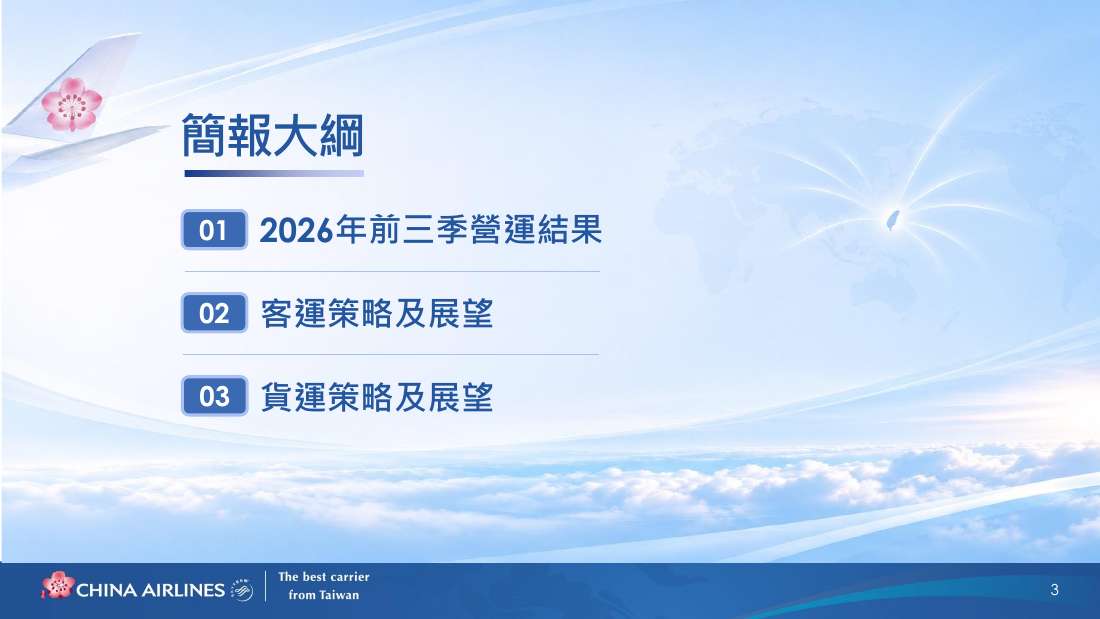 簡報大綱
01 2026年前三季營運結果
02 客運策略及展望
03 貨運策略及展望
CHINA AIRLINES
The best carrier
from Taiwan
3